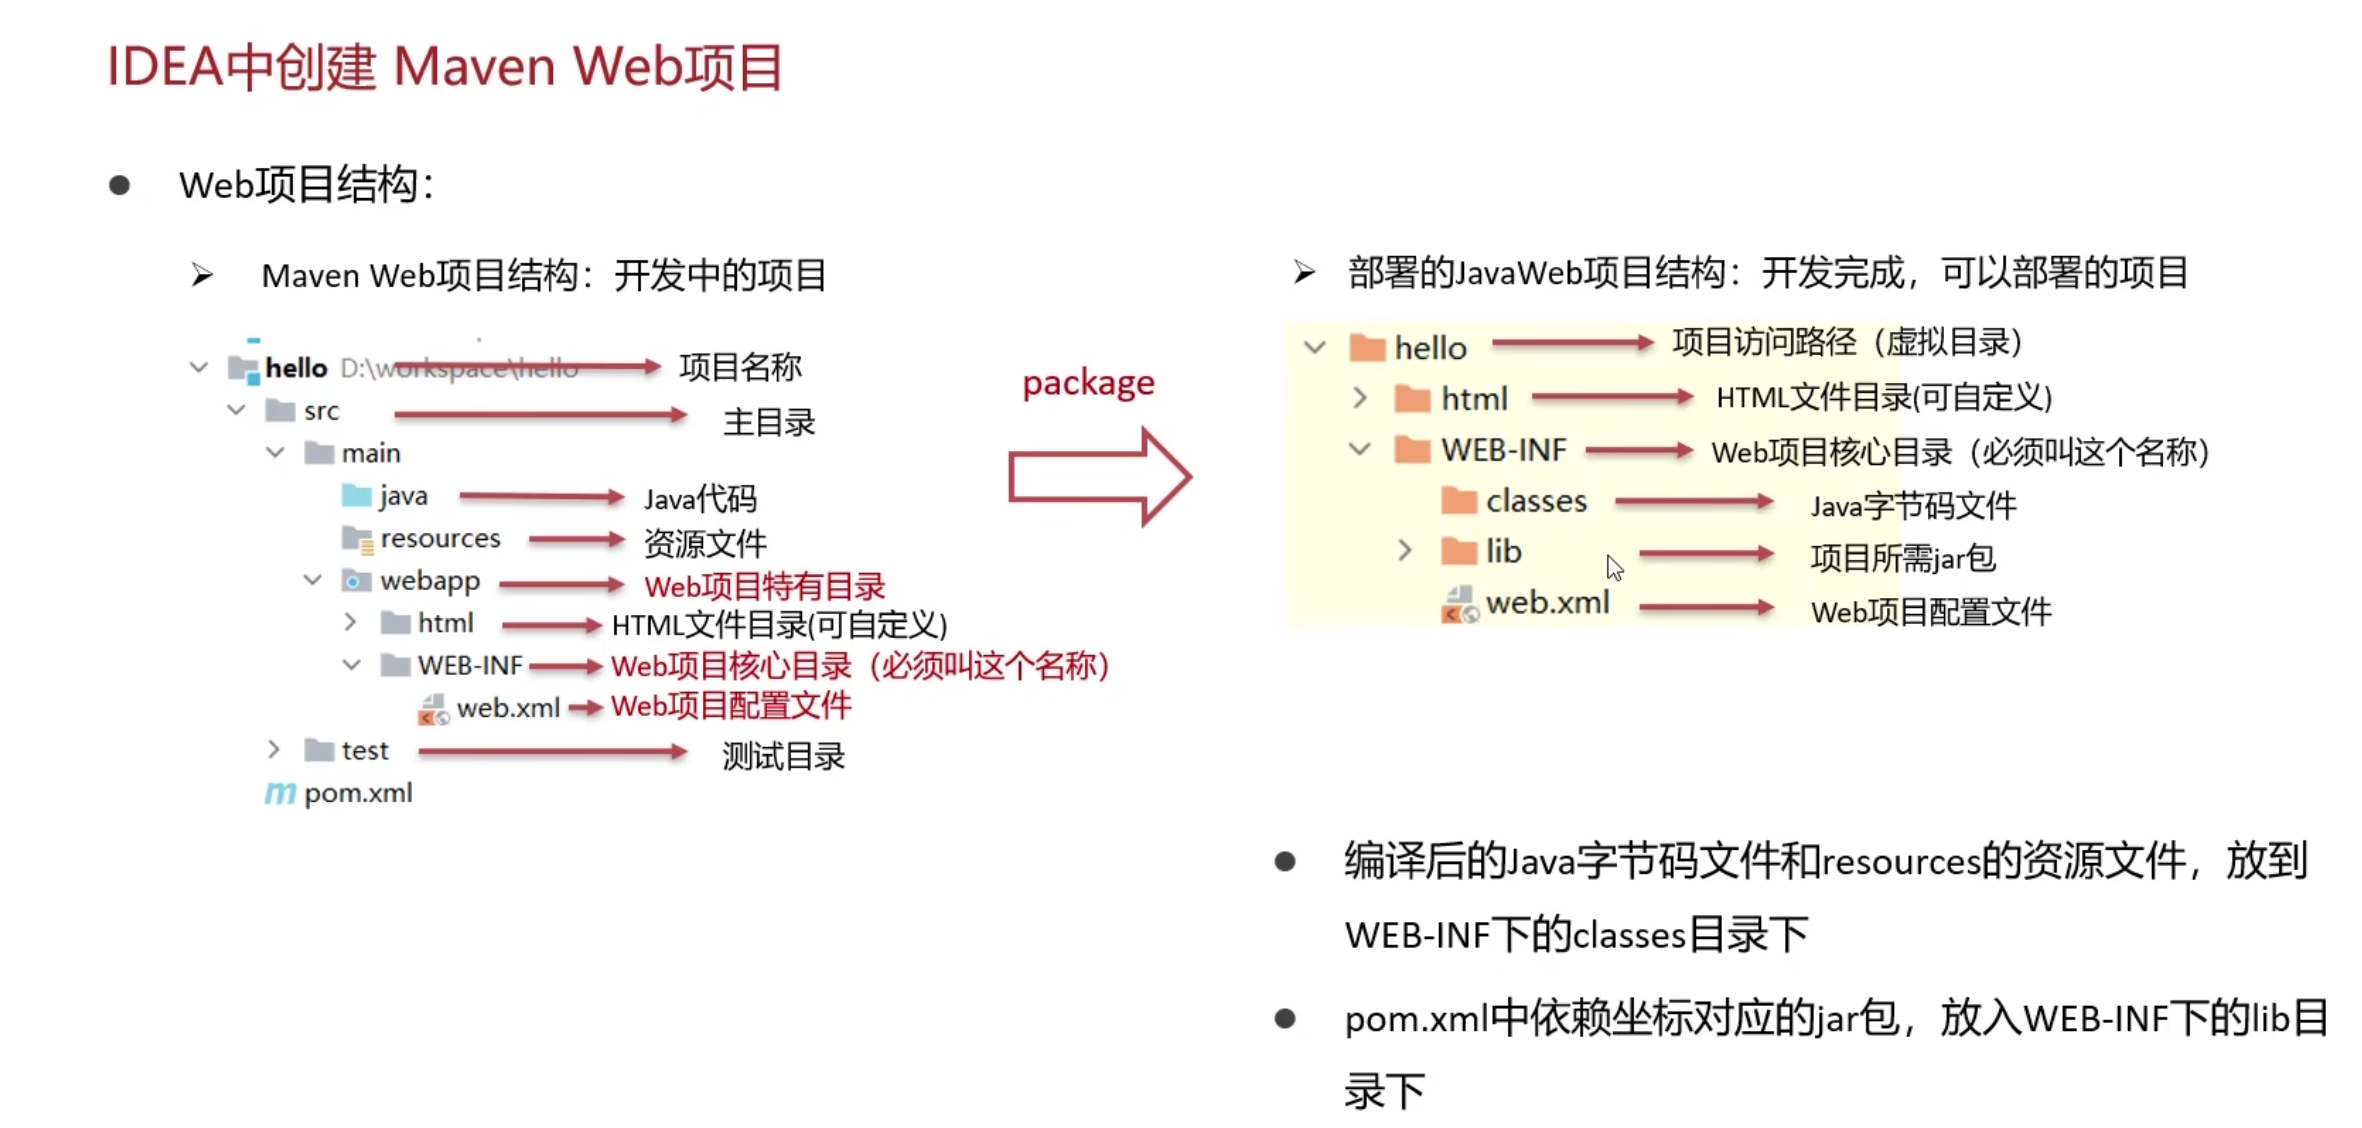 IDEA中创建 Maven Web项目
Web项目结构：
Maven Web项目结构：开发中的项目
hello D:\workspace\hello 项目名称
src 主目录
main
java Java代码
resources 资源文件
webapp Web项目特有目录
html HTML文件目录(可自定义)
WEB-INF Web项目核心目录（必须叫这个名称）
web.xml Web项目配置文件
test 测试目录
pom.xml
package
部署的JavaWeb项目结构：开发完成，可以部署的项目
hello 项目访问路径（虚拟目录）
html HTML文件目录(可自定义)
WEB-INF Web项目核心目录（必须叫这个名称）
classes Java字节码文件
lib 项目所需jar包
web.xml Web项目配置文件
编译后的Java字节码文件和resources的资源文件，放到
WEB-INF下的classes目录下
pom.xml中依赖坐标对应的jar包，放入WEB-INF下的lib目
录下